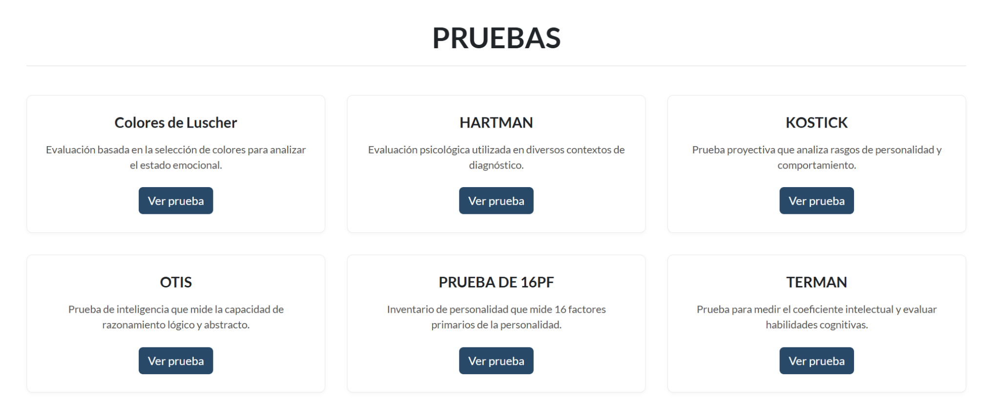 PRUEBAS
Colores de Luscher
Evaluación basada en la selección de colores para analizar
el estado emocional.
Ver prueba
HARTMAN
Evaluación psicológica utilizada en diversos contextos de
diagnóstico.
Ver prueba
KOSTICK
Prueba proyectiva que analiza rasgos de personalidad y
comportamiento.
Ver prueba
OTIS
Prueba de inteligencia que mide la capacidad de
razonamiento lógico y abstracto.
Ver prueba
PRUEBA DE 16PF
Inventario de personalidad que mide 16 factores
primarios de la personalidad.
Ver prueba
TERMAN
Prueba para medir el coeficiente intelectual y evaluar
habilidades cognitivas.
Ver prueba